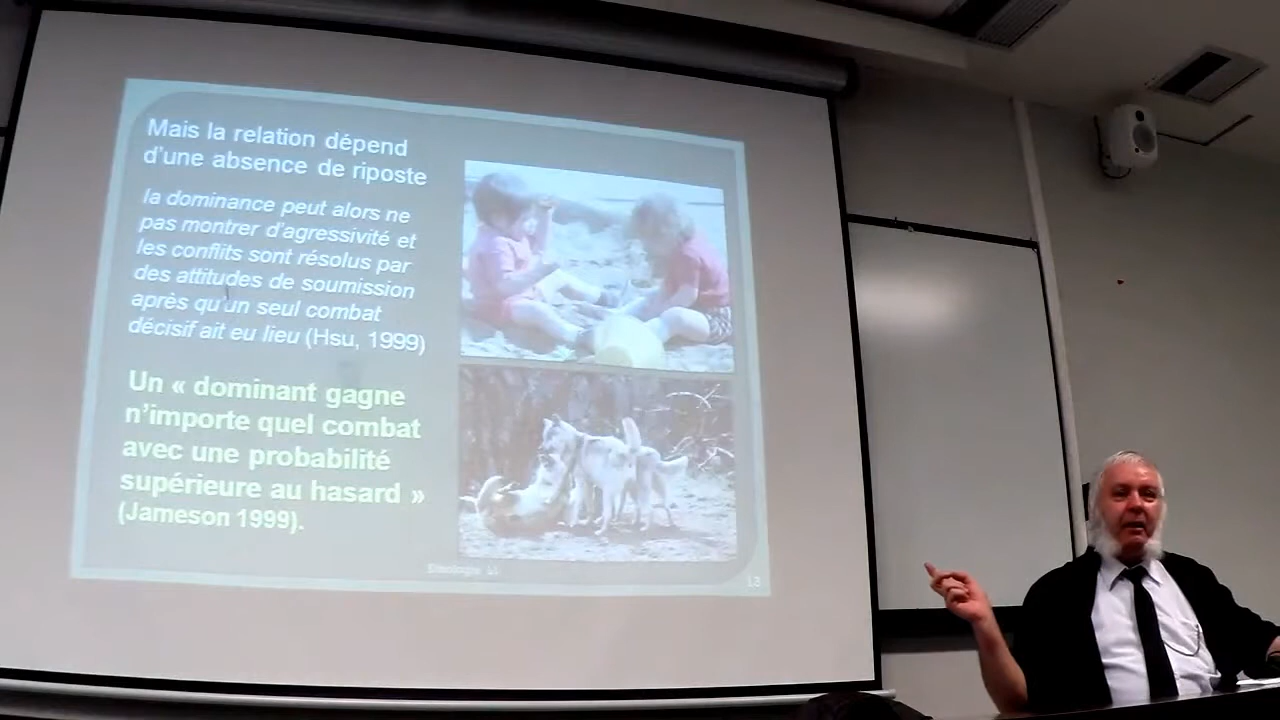 Mais la relation dépend
d'une absence de riposte
la dominance peut alors ne
pas montrer d'agressivité et
les conflits sont résolus par
des attitudes de soumission
après qu'un seul combat
décisif ait eu lieu (Hsu, 1999)
Un « dominant gagne
n'importe quel combat
avec une probabilité
supérieure au hasard »
(Jameson 1999).
13